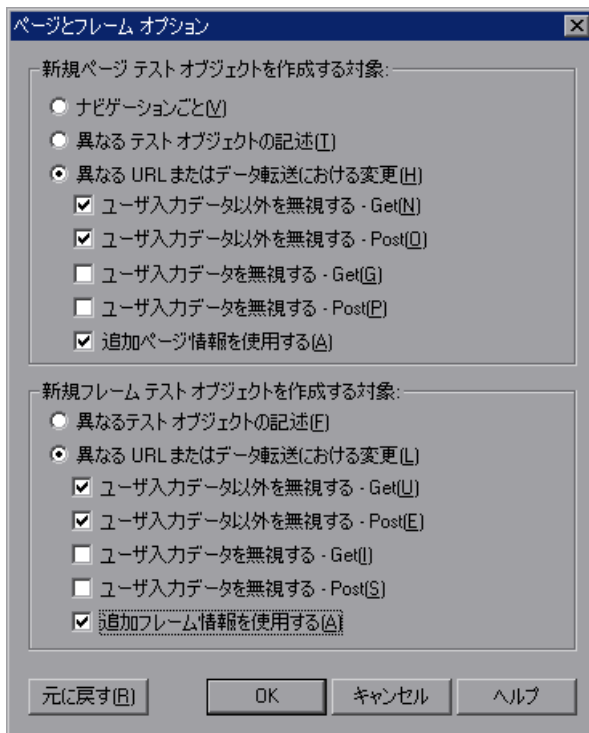 ページとフレーム オプション
新規ページ テスト オブジェクトを作成する対象:
ナビゲーションごと(V)
異なる テスト オブジェクトの記述(T)
異なる URL またはデータ転送における変更(H)
ユーザ入力データ以外を無視する - Get(N)
ユーザ入力データ以外を無視する - Post(O)
ユーザ入力データを無視する - Get(G)
ユーザ入力データを無視する - Post(P)
追加ページ情報を使用する(A)
新規フレーム テスト オブジェクトを作成する対象:
異なるテスト オブジェクトの記述(F)
異なる URL またはデータ転送における変更(L)
ユーザ入力データ以外を無視する - Get(U)
ユーザ入力データ以外を無視する - Post(E)
ユーザ入力データを無視する - Get(I)
ユーザ入力データを無視する - Post(S)
追加フレーム情報を使用する(A)
元に戻す(R) OK キャンセル ヘルプ